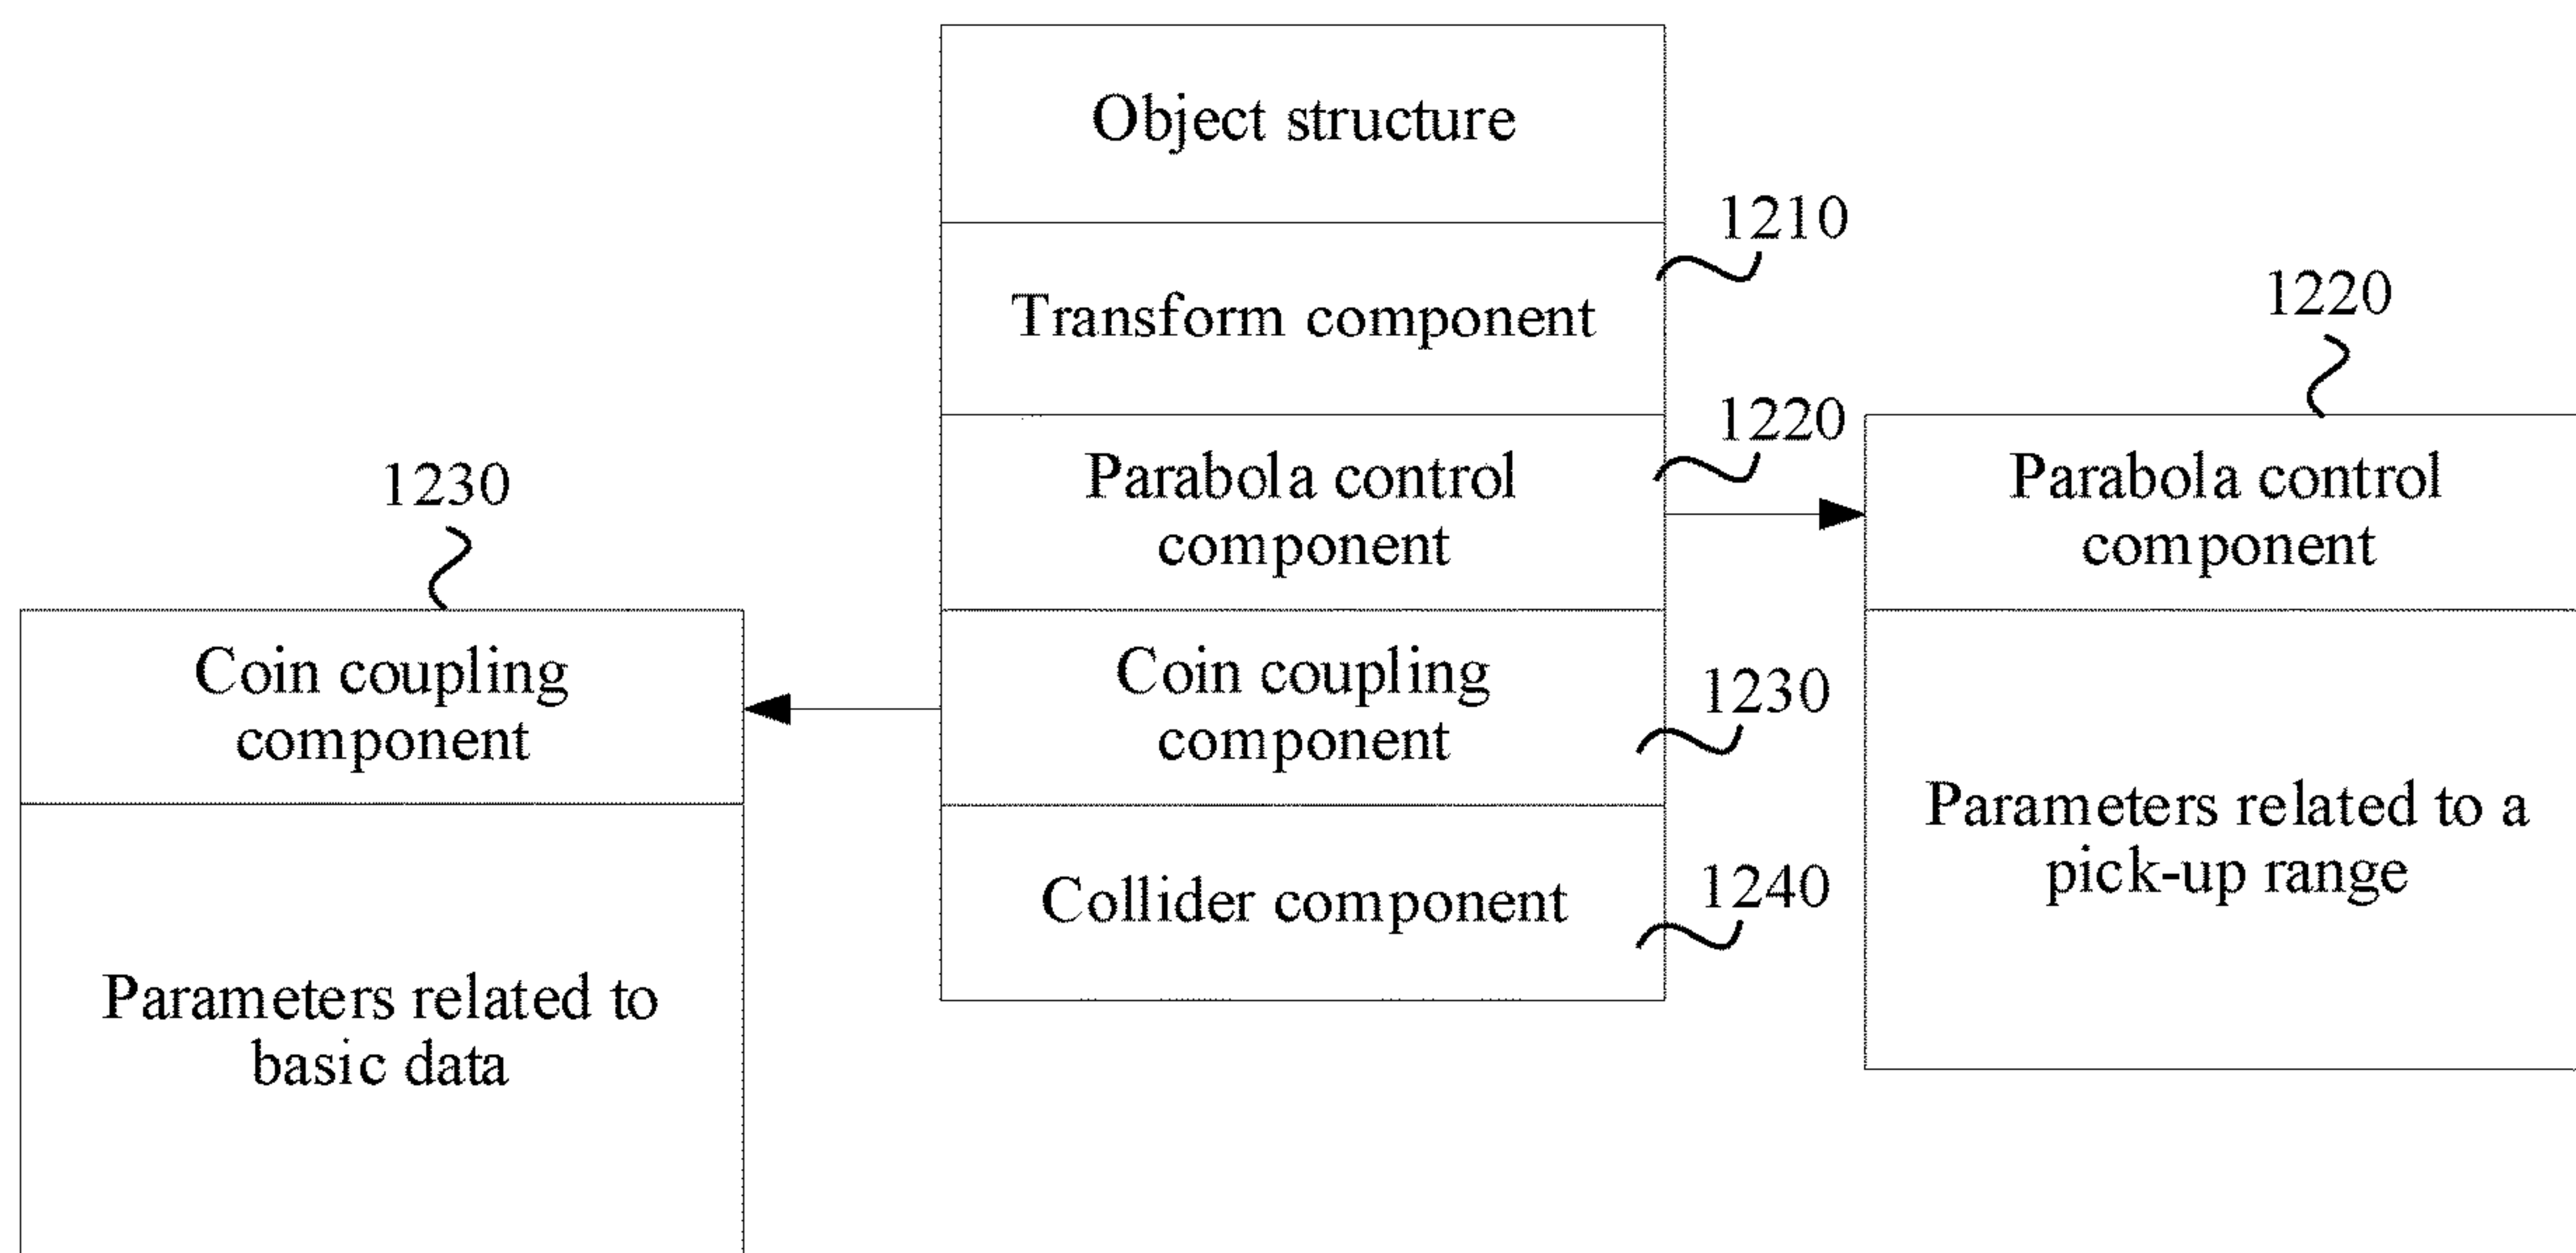 Object structure
1210
Transform component
1220
1220
Parabola control
component
Parabola control
component
1230
Coin coupling
component
Coin coupling
component
1230
Parameters related to a
pick-up range
Collider component
1240
Parameters related to
basic data